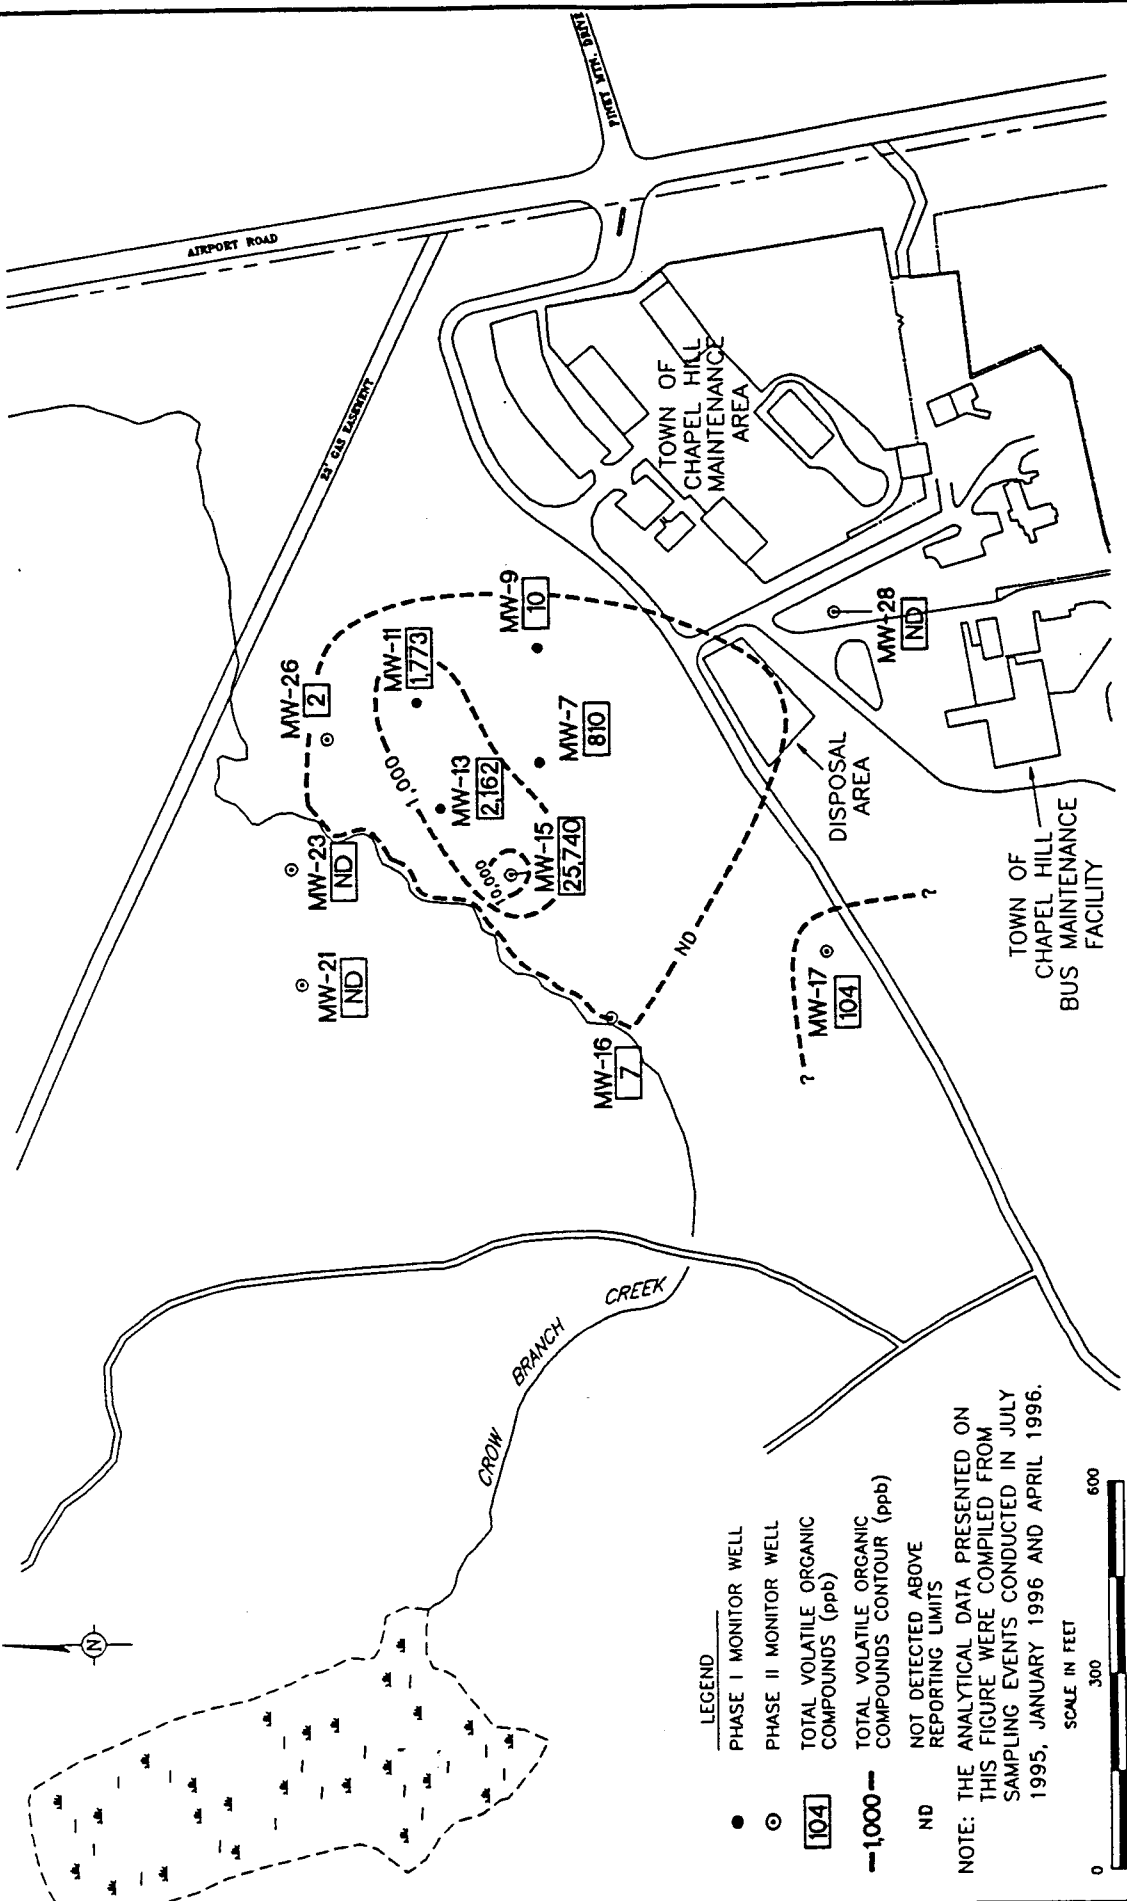 PINEY MTN. DRIVE
AIRPORT ROAD
22' GAS EASEMENT
TOWN OF
CHAPEL HILL
MAINTENANCE
AREA
MW-9
10
MW-11
1,773
MW-26
2
MW-7
810
MW-13
2,162
1,000
MW-15
25,740
10,000
MW-23
ND
MW-21
ND
MW-28
ND
DISPOSAL
AREA
ND
MW-16
7
MW-17
104
?
?
TOWN OF
CHAPEL HILL
BUS MAINTENANCE
FACILITY
CROW
BRANCH
CREEK
N
LEGEND
PHASE I MONITOR WELL
PHASE II MONITOR WELL
104
TOTAL VOLATILE ORGANIC
COMPOUNDS (ppb)
1,000
TOTAL VOLATILE ORGANIC
COMPOUNDS CONTOUR (ppb)
ND
NOT DETECTED ABOVE
REPORTING LIMITS
NOTE: THE ANALYTICAL DATA PRESENTED ON
THIS FIGURE WERE COMPILED FROM
SAMPLING EVENTS CONDUCTED IN JULY
1995, JANUARY 1996 AND APRIL 1996.
SCALE IN FEET
0 300 600